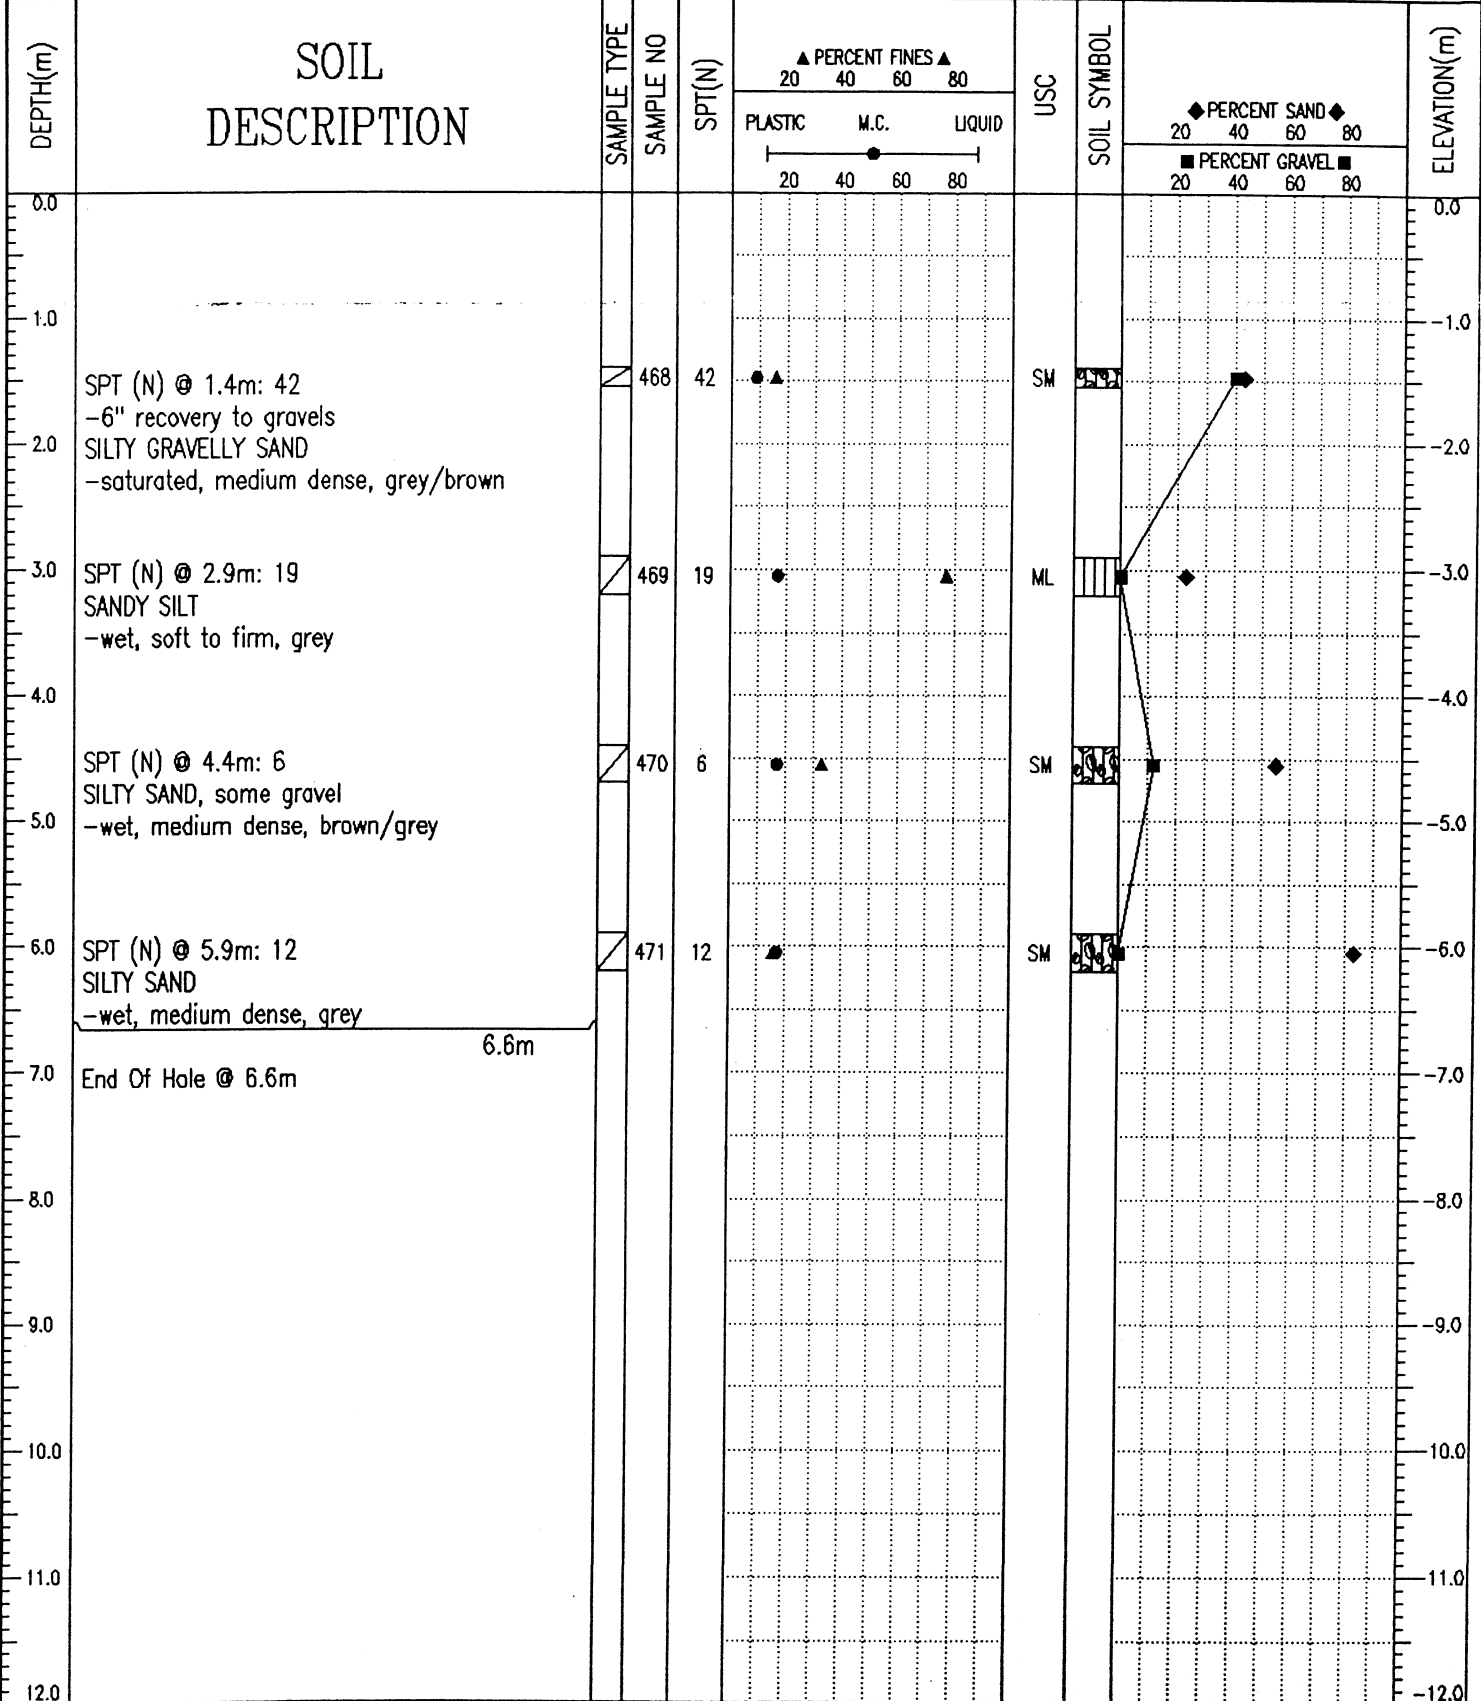 DEPTH(m)
SOIL
DESCRIPTION
SAMPLE TYPE
SAMPLE NO
SPT(N)
▲ PERCENT FINES ▲
20 40 60 80
PLASTIC M.C. LIQUID
20 40 60 80
USC
SOIL SYMBOL
◆ PERCENT SAND ◆
20 40 60 80
■ PERCENT GRAVEL ■
20 40 60 80
ELEVATION(m)
0.0 0.0
1.0 -1.0
SPT (N) @ 1.4m: 42 468 42 SM
-6" recovery to gravels
2.0 SILTY GRAVELLY SAND -2.0
-saturated, medium dense, grey/brown
3.0 SPT (N) @ 2.9m: 19 469 19 ML -3.0
SANDY SILT
-wet, soft to firm, grey
4.0 -4.0
SPT (N) @ 4.4m: 6 470 6 SM
SILTY SAND, some gravel
5.0 -wet, medium dense, brown/grey -5.0
6.0 SPT (N) @ 5.9m: 12 471 12 SM -6.0
SILTY SAND
-wet, medium dense, grey
6.6m
7.0 End Of Hole @ 6.6m -7.0
8.0 -8.0
9.0 -9.0
10.0 -10.0
11.0 -11.0
12.0 -12.0